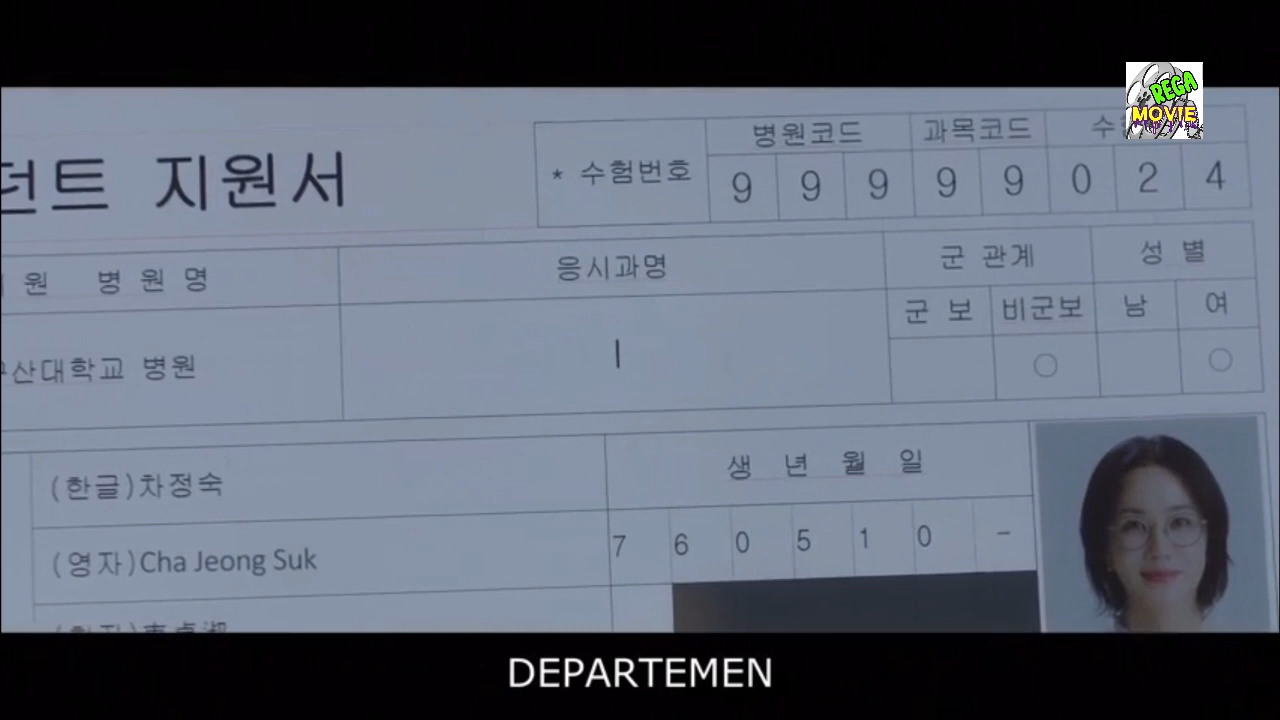 REGA
MOVIE
던트 지원서
* 수험번호
병원코드 과목코드 수
9 9 9 9 9 0 2 4
원 병원명
응시과명
군 관계
성 별
군 보 비군보 남 여
산대학교 병원
○ ○
(한글)차정숙
생 년 월 일
(영자)Cha Jeong Suk
7 6 0 5 1 0 -
DEPARTEMEN